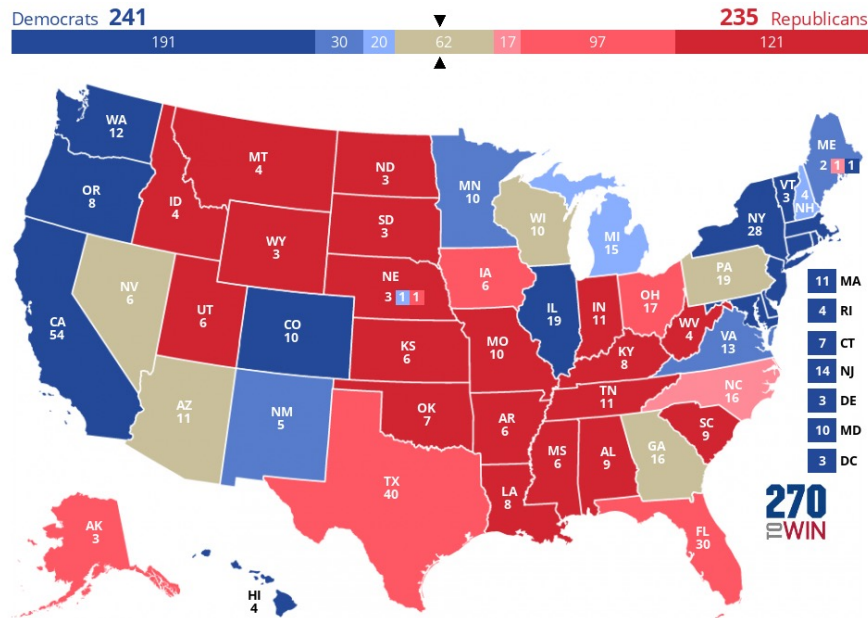 Democrats 241
235 Republicans
191
30
20
62
17
97
121
WA
12
OR
8
CA
54
NV
6
ID
4
MT
4
WY
3
UT
6
AZ
11
CO
10
NM
5
ND
3
SD
3
NE
3 1 1
KS
6
OK
7
TX
40
MN
10
IA
6
MO
10
AR
6
LA
8
WI
10
IL
19
MI
15
IN
11
OH
17
KY
8
TN
11
MS
6
AL
9
GA
16
FL
30
SC
9
NC
16
VA
13
WV
4
PA
19
NY
28
VT
3
4
NH
ME
2 1 1
11 MA
4 RI
7 CT
14 NJ
3 DE
10 MD
3 DC
AK
3
HI
4
270
TO WIN